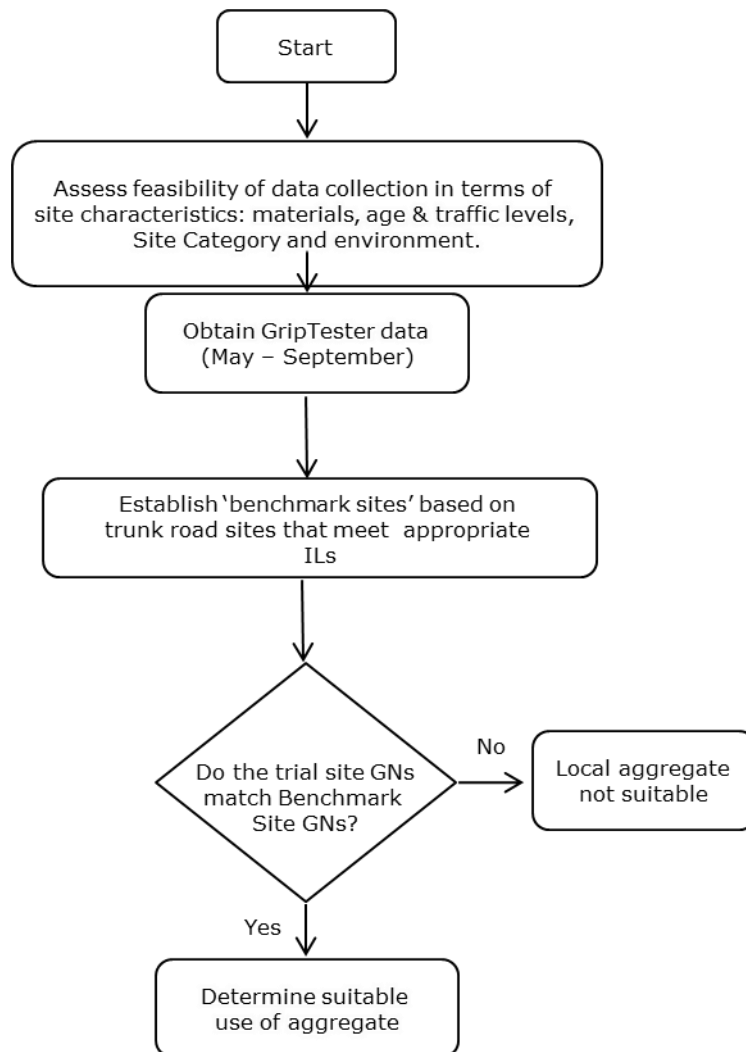 Start
Assess feasibility of data collection in terms of
site characteristics: materials, age & traffic levels,
Site Category and environment.
Obtain GripTester data
(May – September)
Establish ‘benchmark sites’ based on
trunk road sites that meet appropriate
ILs
Do the trial site GNs
match Benchmark
Site GNs?
No
Local aggregate
not suitable
Yes
Determine suitable
use of aggregate